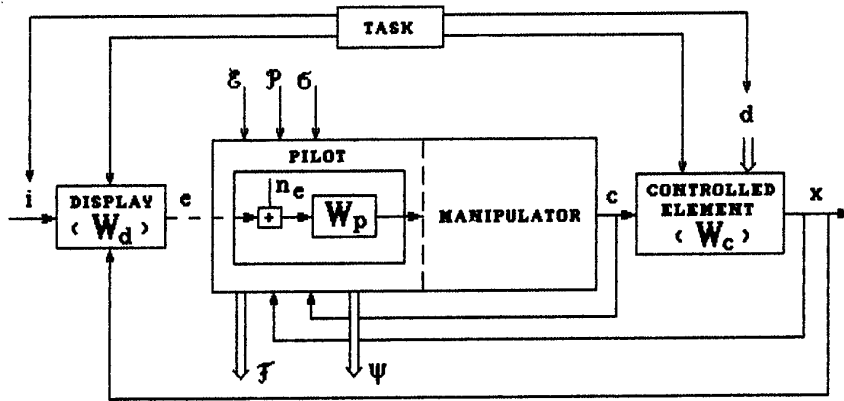 TASK
ℰ 𝒫 𝜎
d
PILOT
i
DISPLAY
( W_d )
e
n_e
+
W_p
MANIPULATOR
c
CONTROLLED
ELEMENT
( W_c )
x
ℱ
Ψ